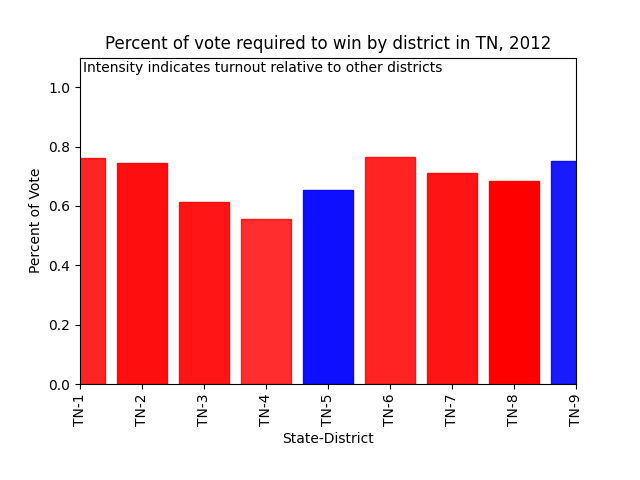 Percent of vote required to win by district in TN, 2012
Intensity indicates turnout relative to other districts
1.0
0.8
0.6
0.4
0.2
0.0
Percent of Vote
TN-1
TN-2
TN-3
TN-4
TN-5
TN-6
TN-7
TN-8
TN-9
State-District